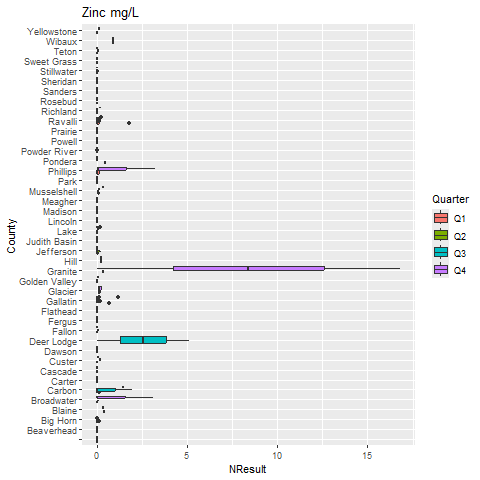 Zinc mg/L
Yellowstone
Wibaux
Teton
Sweet Grass
Stillwater
Sheridan
Sanders
Rosebud
Richland
Ravalli
Prairie
Powell
Powder River
Pondera
Phillips
Park
Musselshell
Meagher
Madison
Lincoln
Lake
Judith Basin
Jefferson
Hill
Granite
Golden Valley
Glacier
Gallatin
Flathead
Fergus
Fallon
Deer Lodge
Dawson
Custer
Cascade
Carter
Carbon
Broadwater
Blaine
Big Horn
Beaverhead
County
0 5 10 15
NResult
Quarter
Q1
Q2
Q3
Q4